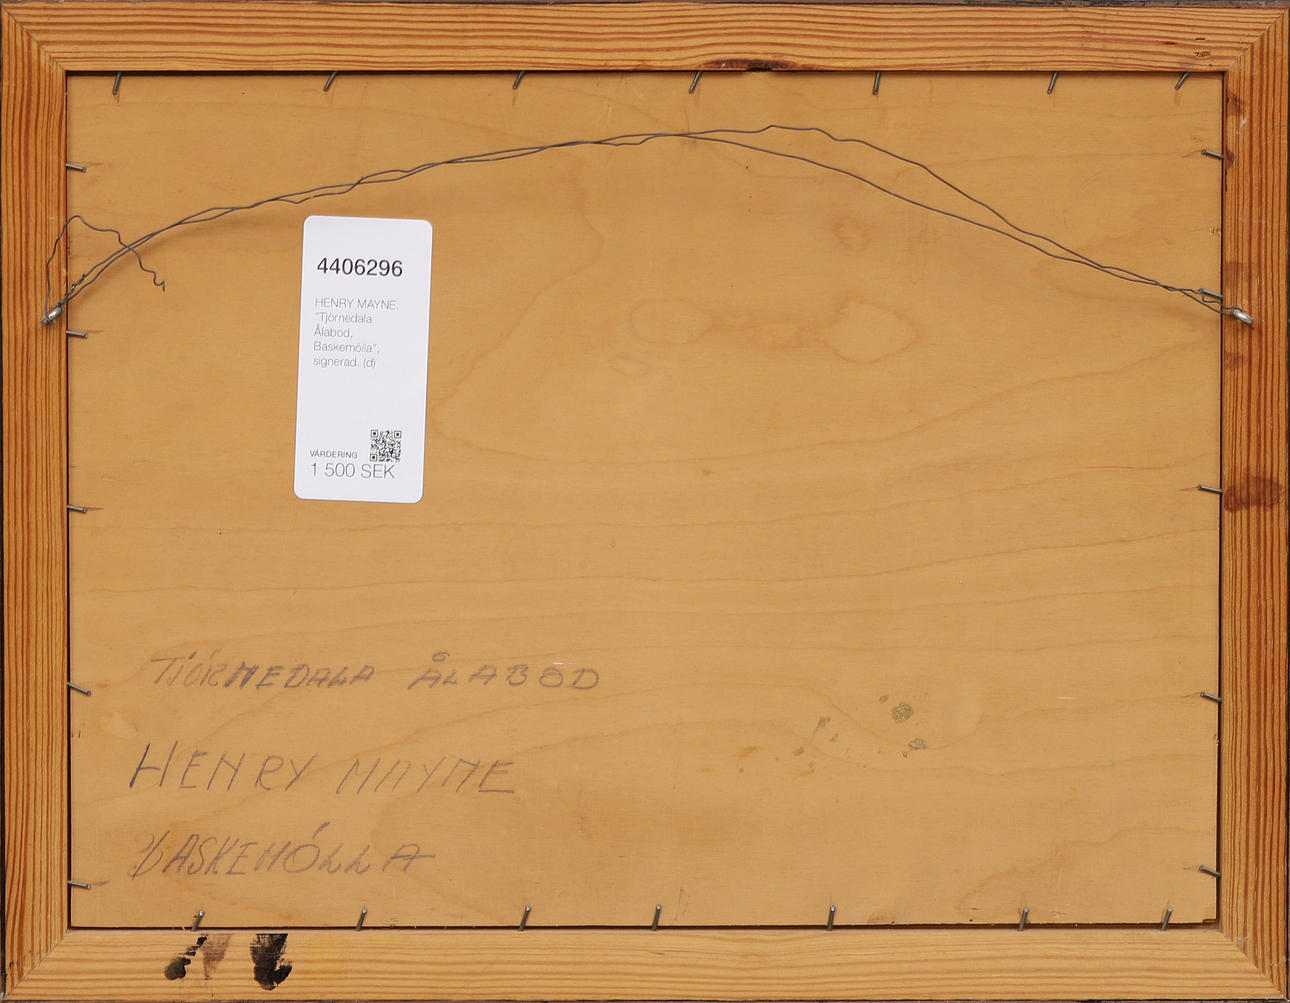 4406296
HENRY MAYNE.
"Tjörnedala
Ålabod,
Baskemölla",
signerad. (d)
VÄRDERING
1 500 SEK
TJÖRNEDALA ÅLABOD
HENRY MAYNE
BASKEMÖLLA